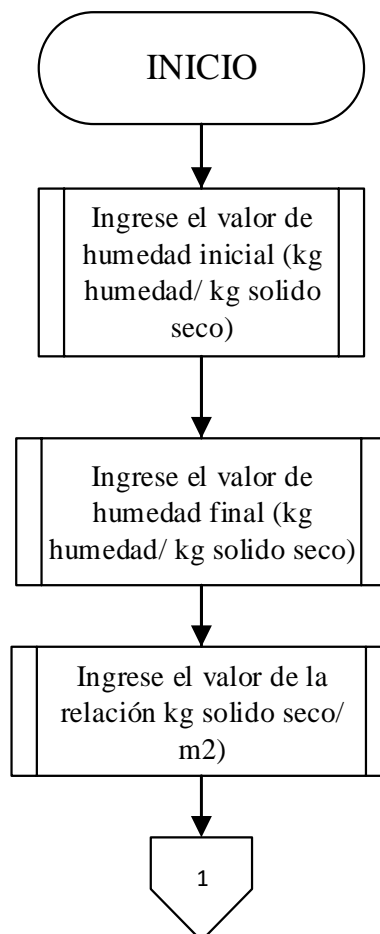 INICIO
Ingrese el valor de
humedad inicial (kg
humedad/ kg solido
seco)
Ingrese el valor de
humedad final (kg
humedad/ kg solido seco)
Ingrese el valor de la
relación kg solido seco/
m2)
1